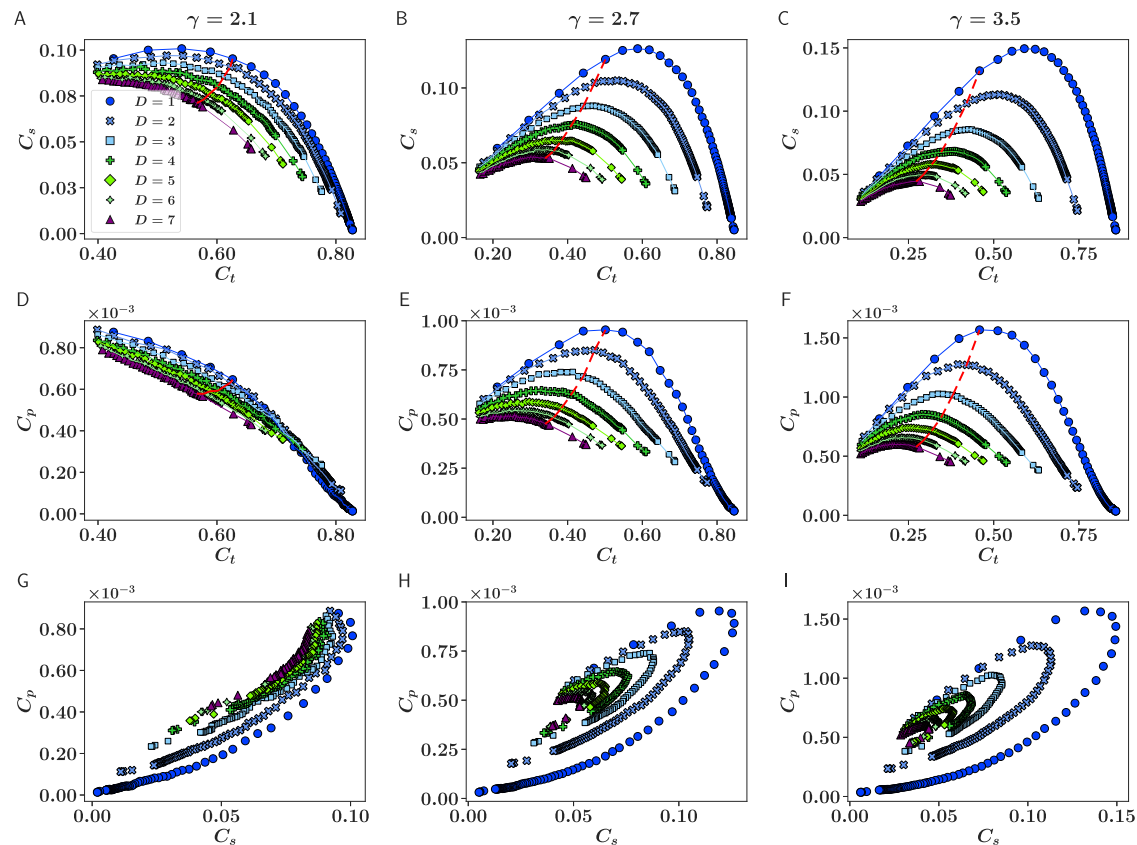 A γ = 2.1 B γ = 2.7 C γ = 3.5
0.10
0.08
0.05
0.03
0.00
C_s
D = 1
D = 2
D = 3
D = 4
D = 5
D = 6
D = 7
0.40 0.60 0.80
C_t
0.10
0.05
0.00
C_s
0.20 0.40 0.60 0.80
C_t
0.15
0.10
0.05
0.00
C_s
0.25 0.50 0.75
C_t
D ×10⁻³
0.80
0.60
0.40
0.20
0.00
C_p
0.40 0.60 0.80
C_t
E ×10⁻³
1.00
0.75
0.50
0.25
0.00
C_p
0.20 0.40 0.60 0.80
C_t
F ×10⁻³
1.50
1.00
0.50
0.00
C_p
0.25 0.50 0.75
C_t
G ×10⁻³
0.80
0.60
0.40
0.20
0.00
C_p
0.00 0.05 0.10
C_s
H ×10⁻³
1.00
0.75
0.50
0.25
0.00
C_p
0.00 0.05 0.10
C_s
I ×10⁻³
1.50
1.00
0.50
0.00
C_p
0.00 0.05 0.10 0.15
C_s